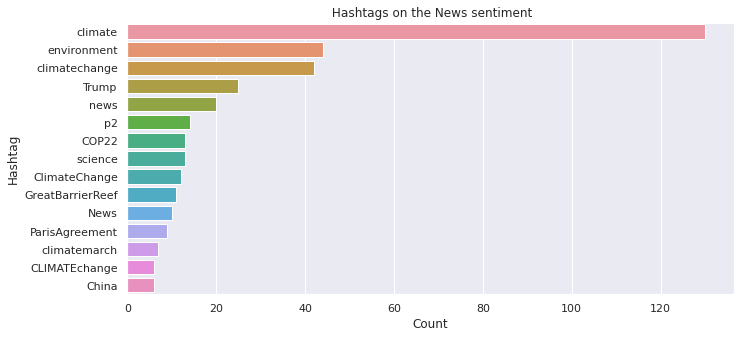 Hashtags on the News sentiment
Hashtag
climate
environment
climatechange
Trump
news
p2
COP22
science
ClimateChange
GreatBarrierReef
News
ParisAgreement
climatemarch
CLIMATEchange
China
0 20 40 60 80 100 120
Count